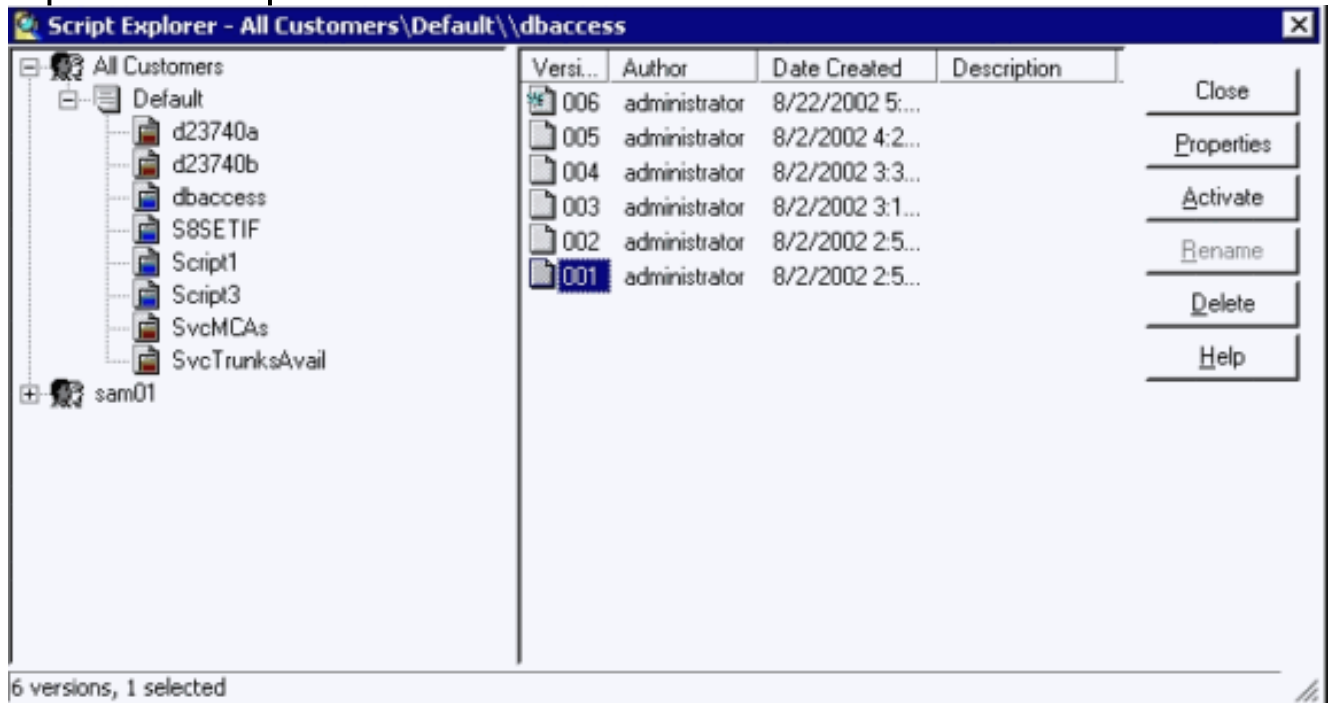 Script Explorer - All Customers\Default\\dbaccess
All Customers
Default
d23740a
d23740b
dbaccess
S8SETIF
Script1
Script3
SvcMCAs
SvcTrunksAvail
sam01
Versi... Author Date Created Description
006 administrator 8/22/2002 5:...
005 administrator 8/2/2002 4:2...
004 administrator 8/2/2002 3:3...
003 administrator 8/2/2002 3:1...
002 administrator 8/2/2002 2:5...
001 administrator 8/2/2002 2:5...
Close
Properties
Activate
Rename
Delete
Help
6 versions, 1 selected